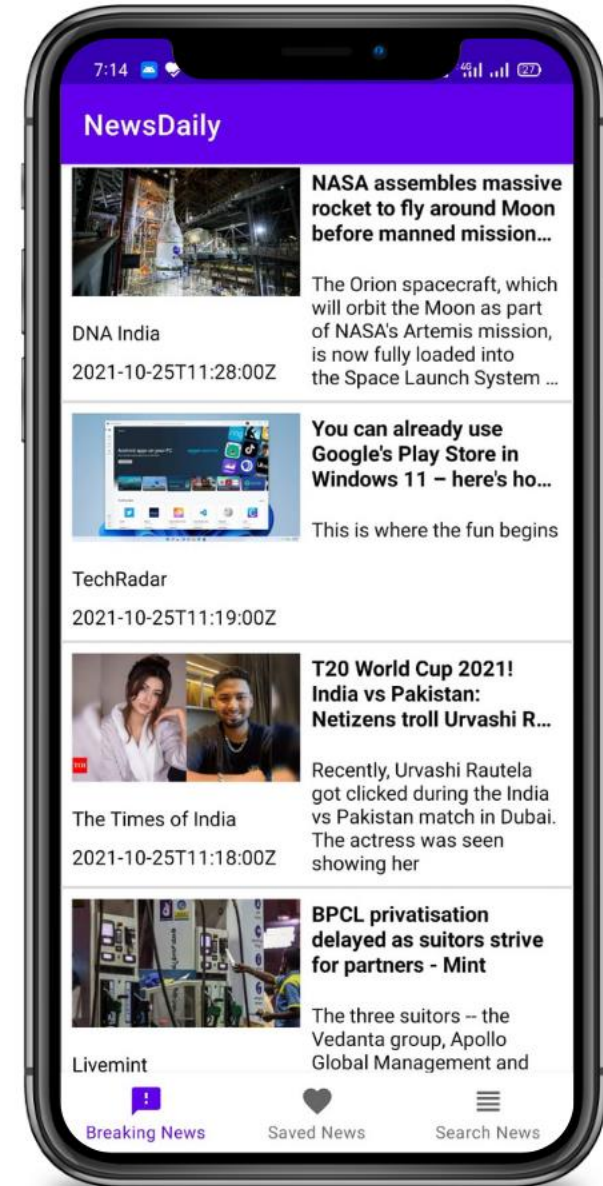 7:14
4G
27
NewsDaily
NASA assembles massive
rocket to fly around Moon
before manned mission...
The Orion spacecraft, which
will orbit the Moon as part
of NASA's Artemis mission,
is now fully loaded into
the Space Launch System ...
DNA India
2021-10-25T11:28:00Z
You can already use
Google's Play Store in
Windows 11 – here's ho...
This is where the fun begins
TechRadar
2021-10-25T11:19:00Z
T20 World Cup 2021!
India vs Pakistan:
Netizens troll Urvashi R...
Recently, Urvashi Rautela
got clicked during the India
vs Pakistan match in Dubai.
The actress was seen
showing her
TOI
The Times of India
2021-10-25T11:18:00Z
BPCL privatisation
delayed as suitors strive
for partners - Mint
The three suitors -- the
Vedanta group, Apollo
Global Management and
Livemint
Breaking News
Saved News
Search News